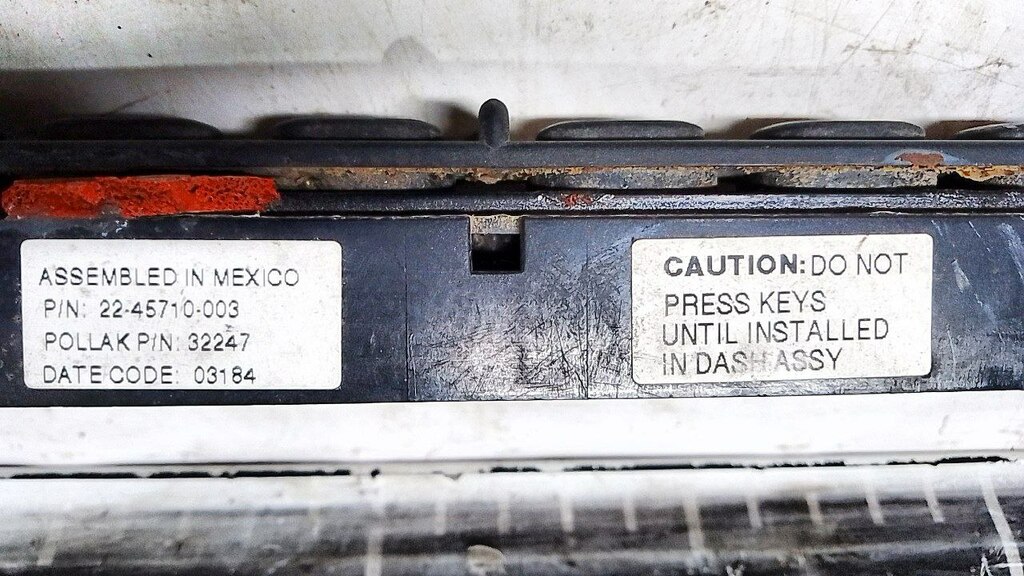 ASSEMBLED IN MEXICO
P/N: 22-45710-003
POLLAK P/N: 32247
DATE CODE: 03184
CAUTION: DO NOT
PRESS KEYS
UNTIL INSTALLED
IN DASH ASSY